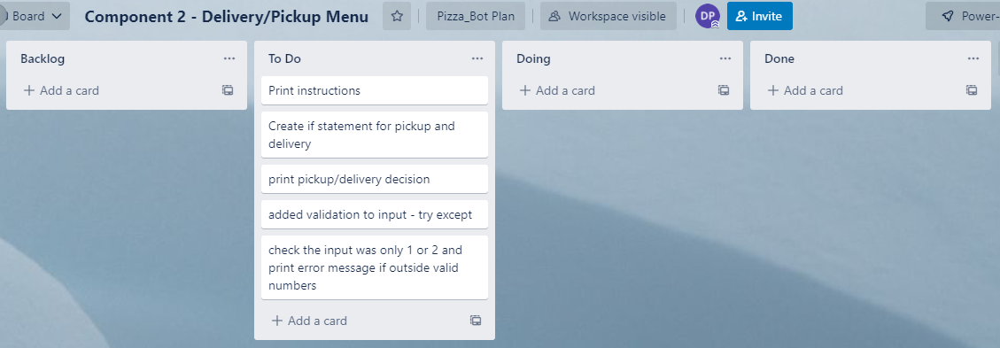 Board
Component 2 - Delivery/Pickup Menu
Pizza_Bot Plan
Workspace visible
DP
Invite
Power-
Backlog
Add a card
To Do
Print instructions
Create if statement for pickup and
delivery
print pickup/delivery decision
added validation to input - try except
check the input was only 1 or 2 and
print error message if outside valid
numbers
Add a card
Doing
Add a card
Done
Add a card